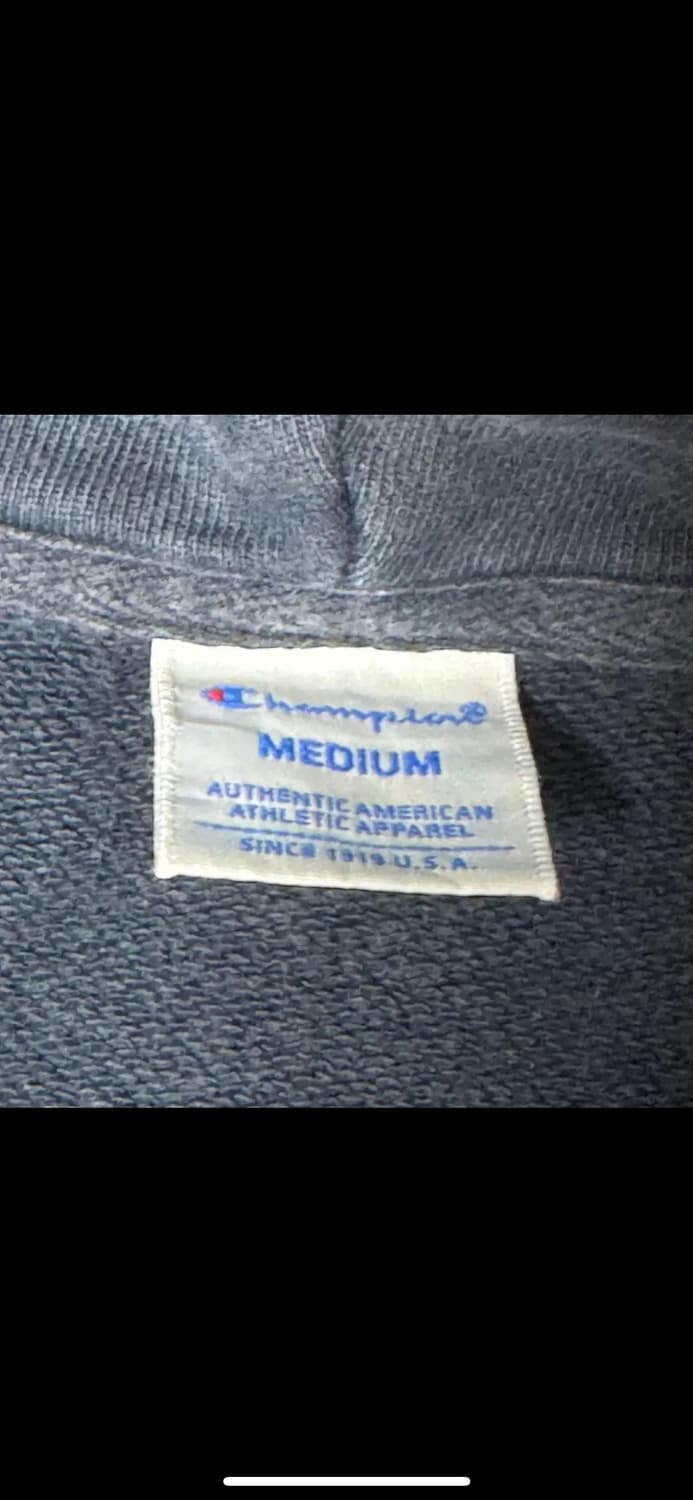 Champion®
MEDIUM
AUTHENTIC AMERICAN
ATHLETIC APPAREL
SINCE 1919 U.S.A.